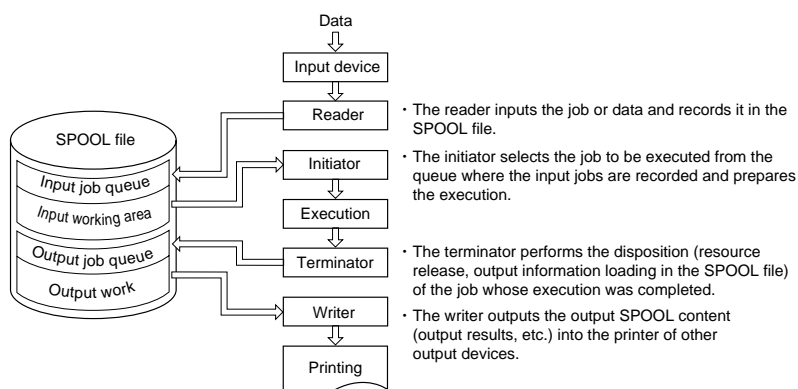 Data
Input device
Reader
・The reader inputs the job or data and records it in the
SPOOL file.
SPOOL file
Input job queue
Input working area
Output job queue
Output work
Initiator
・The initiator selects the job to be executed from the
queue where the input jobs are recorded and prepares
the execution.
Execution
Terminator
・The terminator performs the disposition (resource
release, output information loading in the SPOOL file)
of the job whose execution was completed.
Writer
・The writer outputs the output SPOOL content
(output results, etc.) into the printer of other
output devices.
Printing